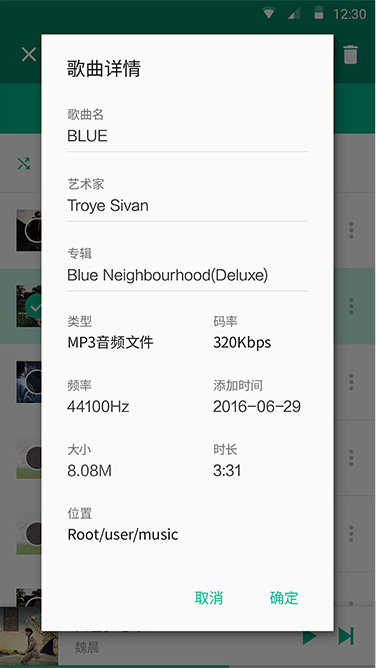 12:30
歌曲详情
歌曲名
BLUE
艺术家
Troye Sivan
专辑
Blue Neighbourhood(Deluxe)
类型 码率
MP3音频文件 320Kbps
频率 添加时间
44100Hz 2016-06-29
大小 时长
8.08M 3:31
位置
Root/user/music
取消 确定
魏晨